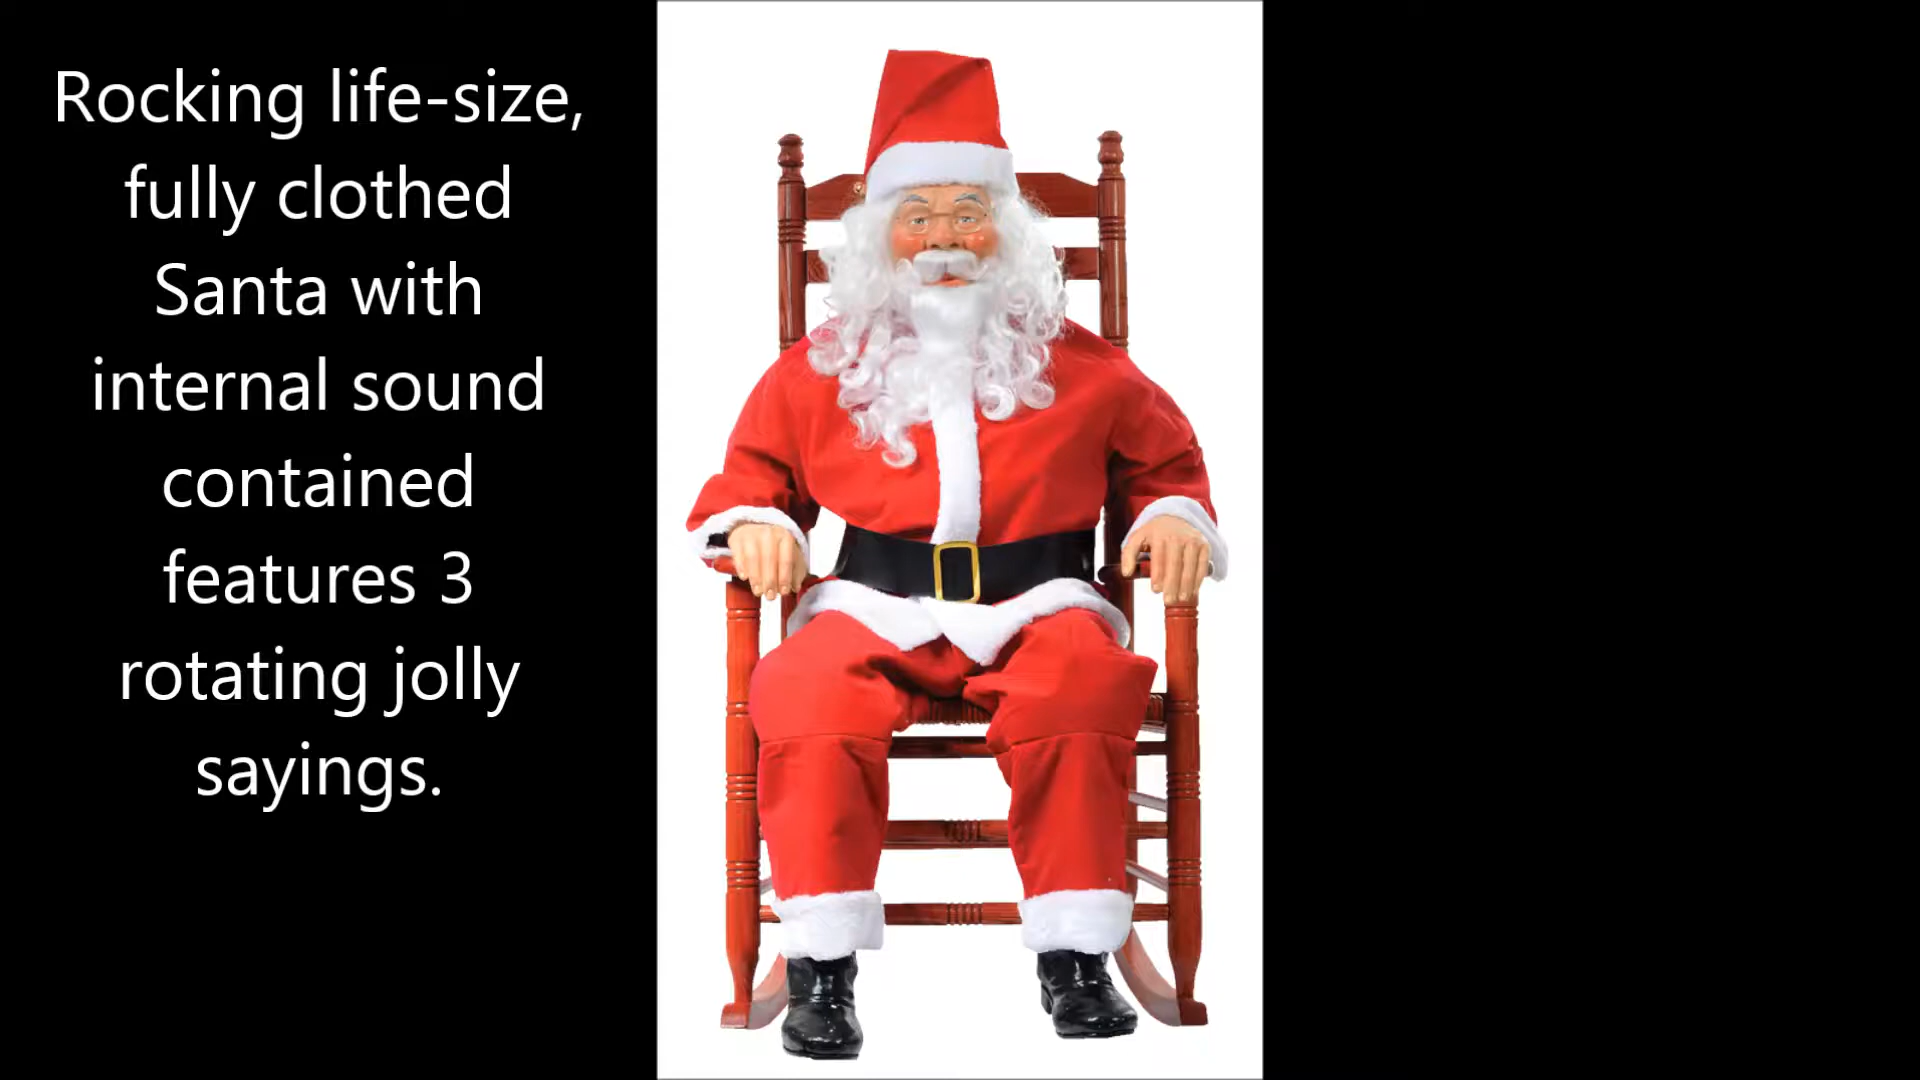 Rocking life-size,
fully clothed
Santa with
internal sound
contained
features 3
rotating jolly
sayings.